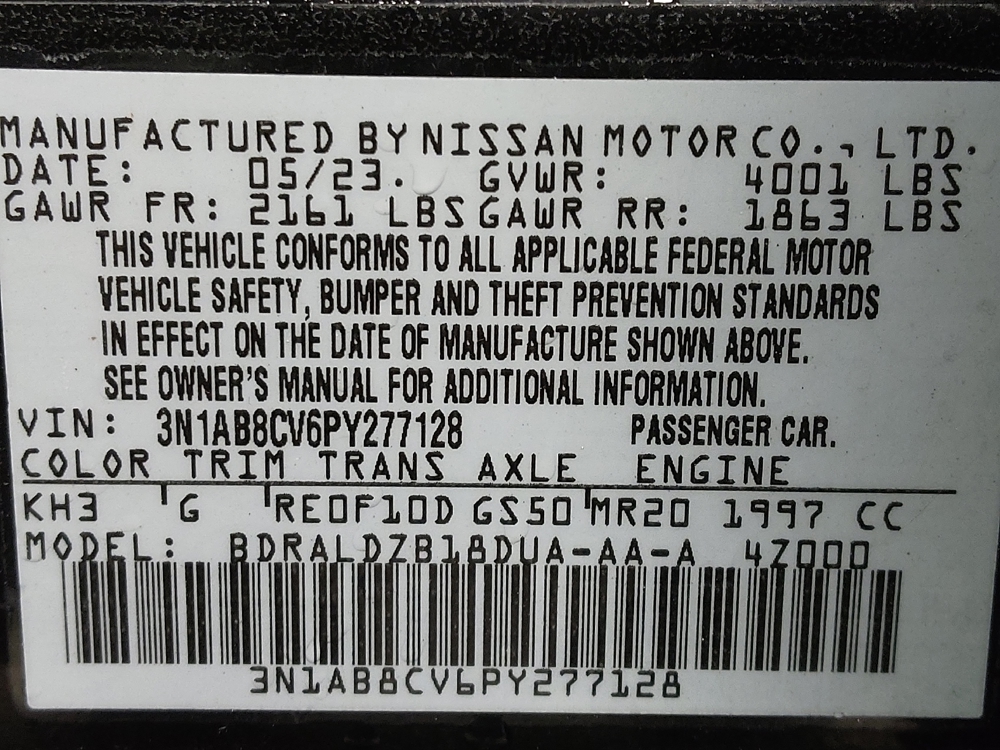 MANUFACTURED BY NISSAN MOTOR CO., LTD.
DATE: 05/23. GVWR: 4001 LBS
GAWR FR: 2161 LBS GAWR RR: 1863 LBS
THIS VEHICLE CONFORMS TO ALL APPLICABLE FEDERAL MOTOR
VEHICLE SAFETY, BUMPER AND THEFT PREVENTION STANDARDS
IN EFFECT ON THE DATE OF MANUFACTURE SHOWN ABOVE.
SEE OWNER'S MANUAL FOR ADDITIONAL INFORMATION.
VIN: 3N1AB8CV6PY277128 PASSENGER CAR.
COLOR TRIM TRANS AXLE ENGINE
KH3 G RE0F10D GS50 MR20 1997 CC
MODEL: BDRALDZB18DUA-AA-A 4Z000
3N1AB8CV6PY277128